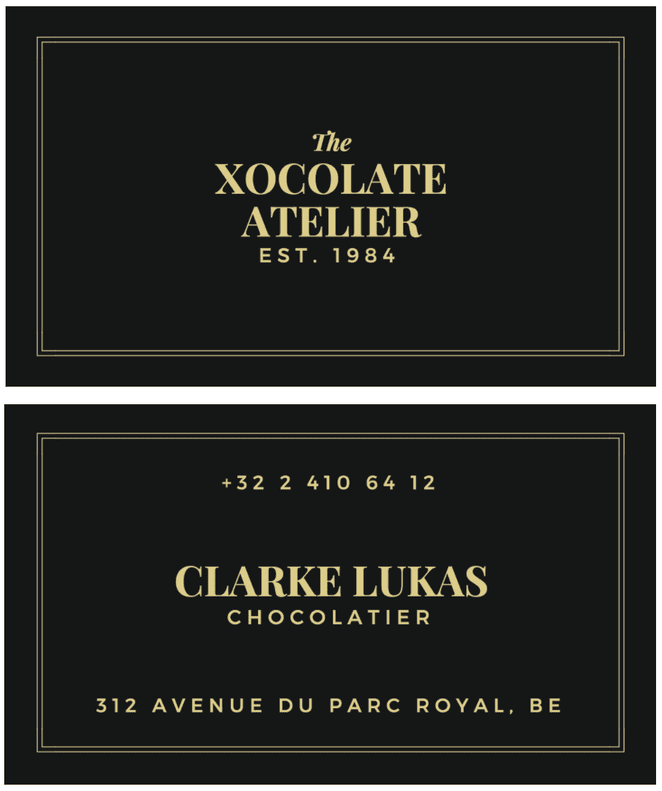 The
XOCOLATE
ATELIER
EST. 1984
+32 2 410 64 12
CLARKE LUKAS
CHOCOLATIER
312 AVENUE DU PARC ROYAL, BE